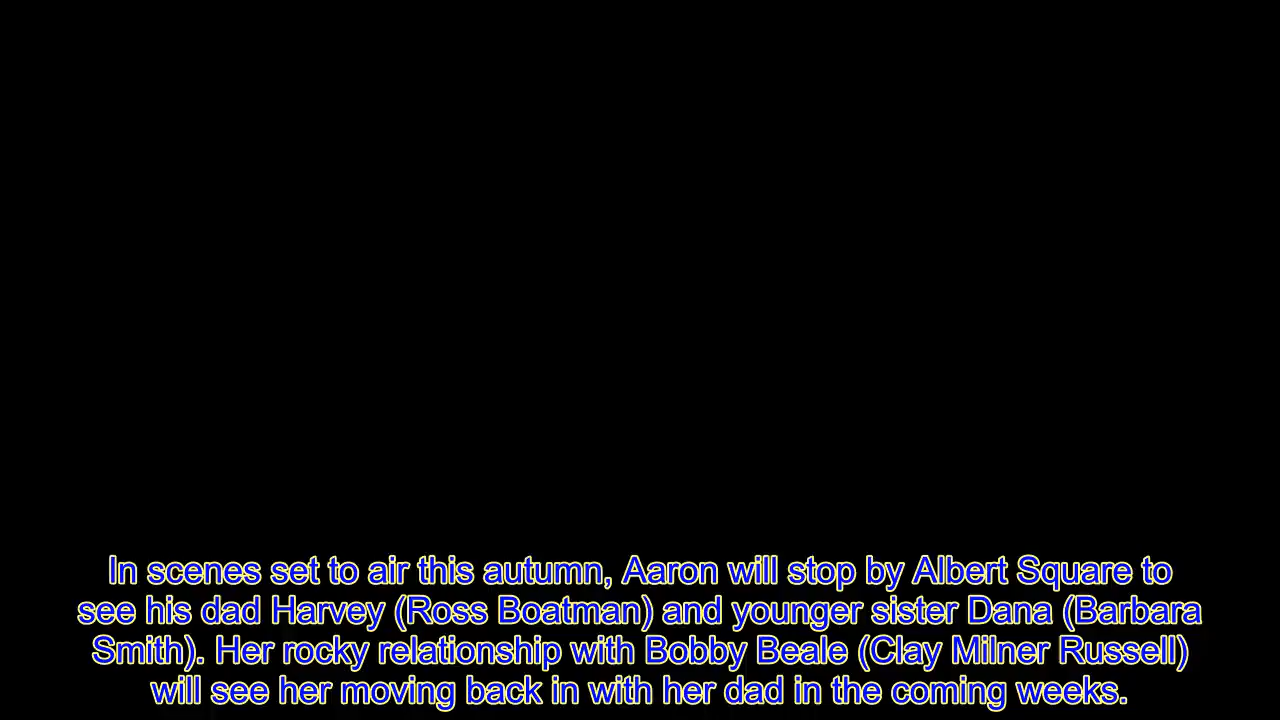 In scenes set to air this autumn, Aaron will stop by Albert Square to
see his dad Harvey (Ross Boatman) and younger sister Dana (Barbara
Smith). Her rocky relationship with Bobby Beale (Clay Milner Russell)
will see her moving back in with her dad in the coming weeks.